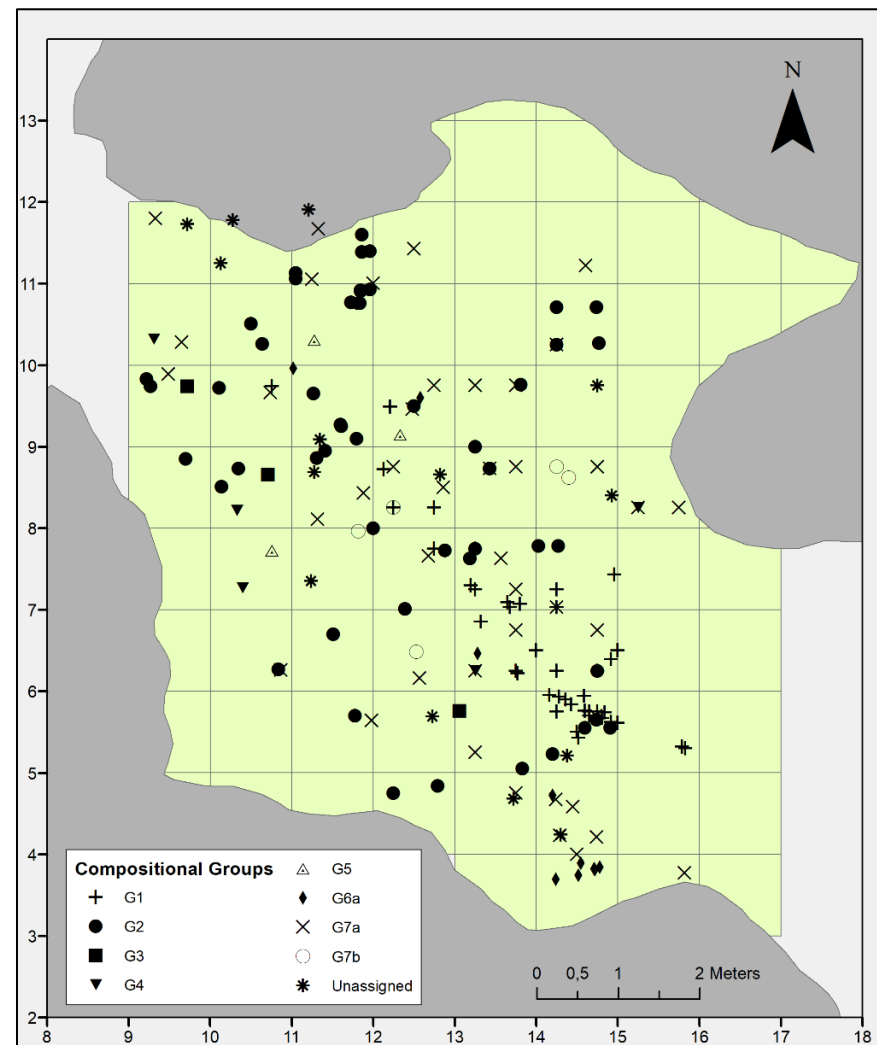 N
13
12
11
10
9
8
7
6
5
4
3
2
Compositional Groups
G1
G2
G3
G4
G5
G6a
G7a
G7b
Unassigned
0 0,5 1 2 Meters
8 9 10 11 12 13 14 15 16 17 18